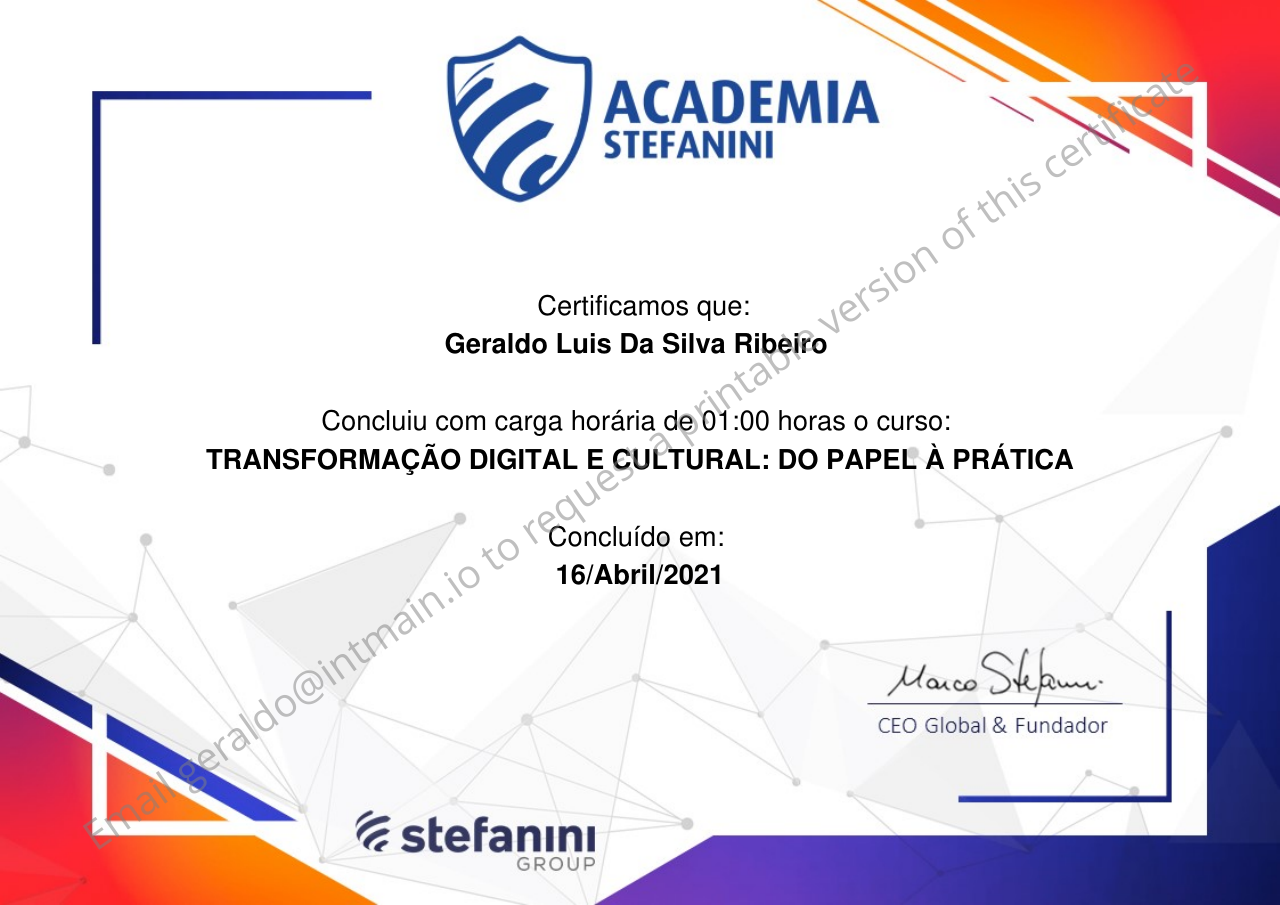 ACADEMIA
STEFANINI
Certificamos que:
Geraldo Luis Da Silva Ribeiro
Concluiu com carga horária de 01:00 horas o curso:
TRANSFORMAÇÃO DIGITAL E CULTURAL: DO PAPEL À PRÁTICA
Concluído em:
16/Abril/2021
Marco Stefanini
CEO Global & Fundador
stefanini
GROUP
Email geraldo@intmain.io to request a printable version of this certificate